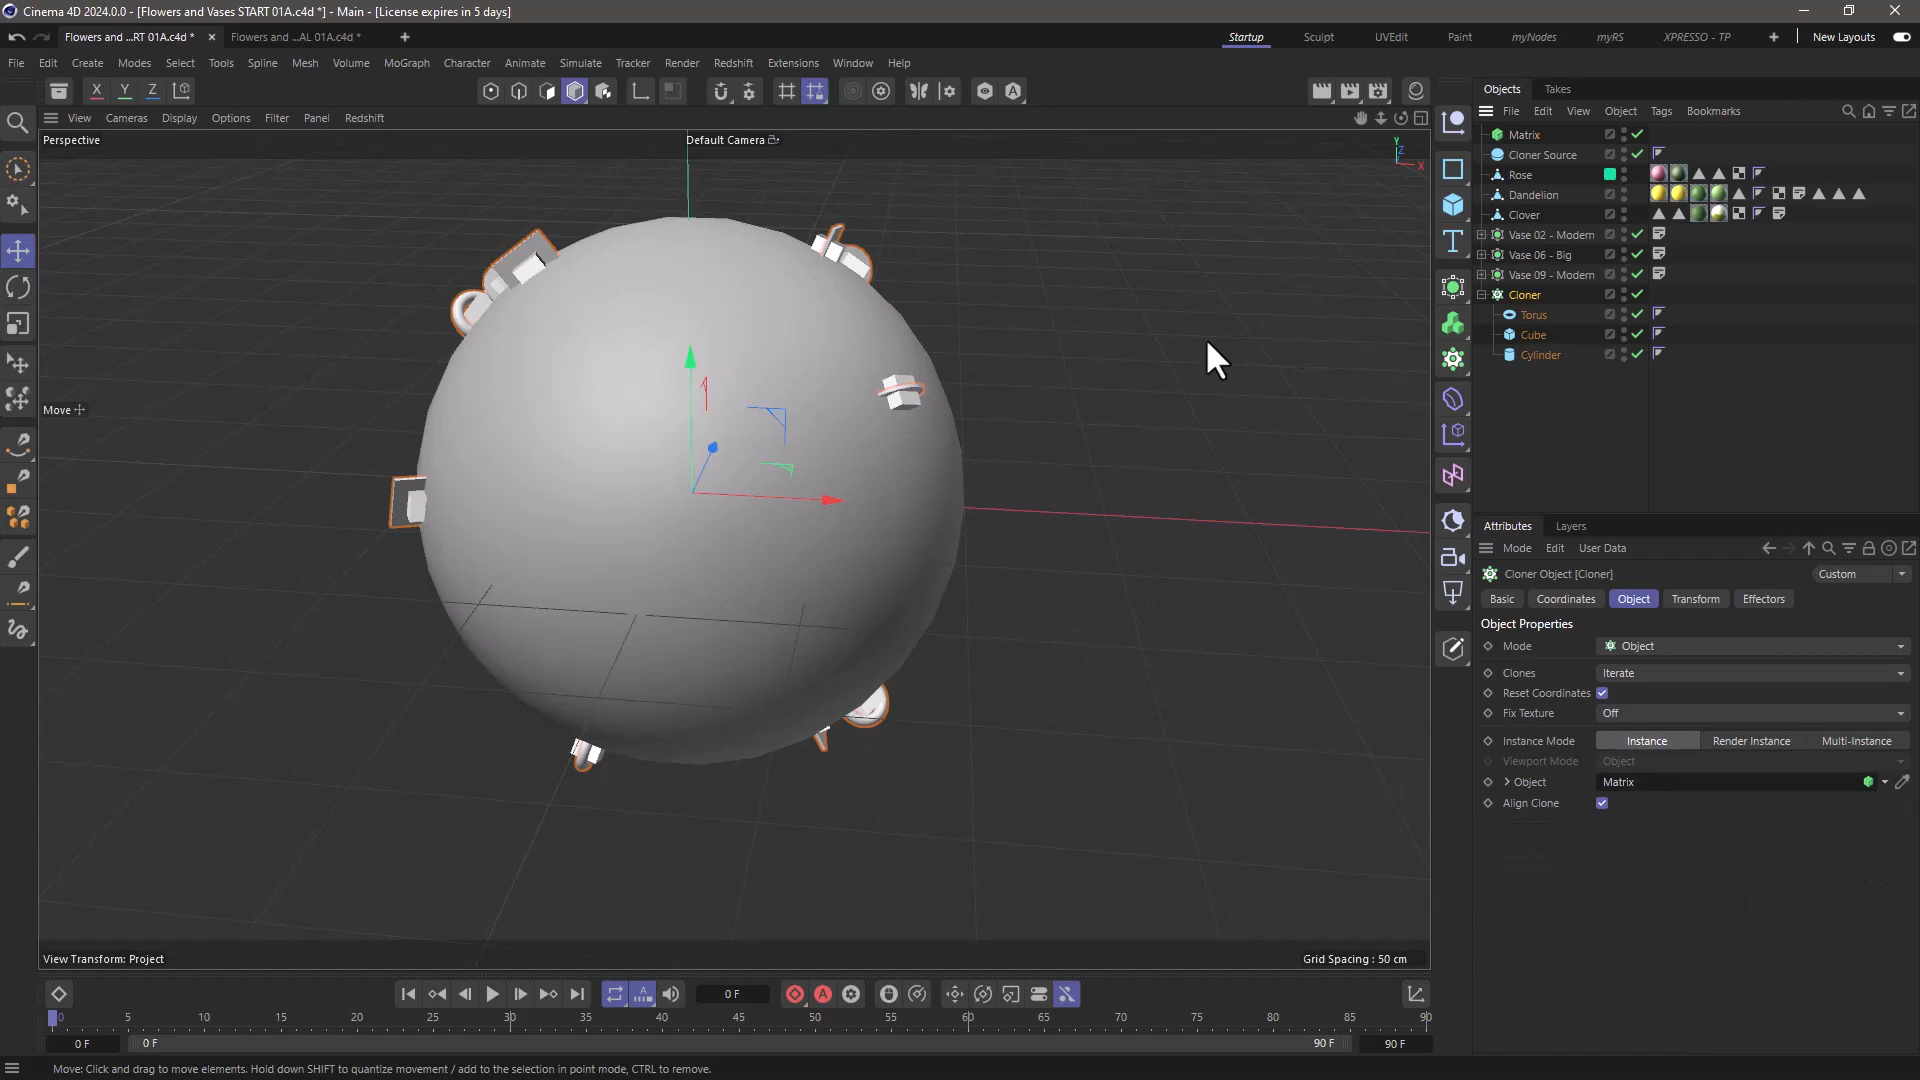 Cinema 4D 2024.0.0 - [Flowers and Vases START 01A.c4d *] - Main - [License expires in 5 days]
Flowers and ...RT 01A.c4d *
Flowers and ...AL 01A.c4d *
Startup
Sculpt
UVEdit
Paint
myNodes
myRS
XPRESSO - TP
New Layouts
File Edit Create Modes Select Tools Spline Mesh Volume MoGraph Character Animate Simulate Tracker Render Redshift Extensions Window Help
X Y Z
View Cameras Display Options Filter Panel Redshift
Perspective
Default Camera
Y
Z
X
Move
View Transform: Project
Grid Spacing : 50 cm
Objects Takes
File Edit View Object Tags Bookmarks
Matrix
Cloner Source
Rose
Dandelion
Clover
Vase 02 - Modern
Vase 06 - Big
Vase 09 - Modern
Cloner
Torus
Cube
Cylinder
Attributes Layers
Mode Edit User Data
Cloner Object [Cloner]
Custom
Basic Coordinates Object Transform Effectors
Object Properties
Mode Object
Clones Iterate
Reset Coordinates
Fix Texture Off
Instance Mode Instance Render Instance Multi-Instance
Viewport Mode Object
Object Matrix
Align Clone
0 F
0 5 10 15 20 25 30 35 40 45 50 55 60 65 70 75 80 85 90
0 F 0 F 90 F 90 F
Move: Click and drag to move elements. Hold down SHIFT to quantize movement / add to the selection in point mode, CTRL to remove.